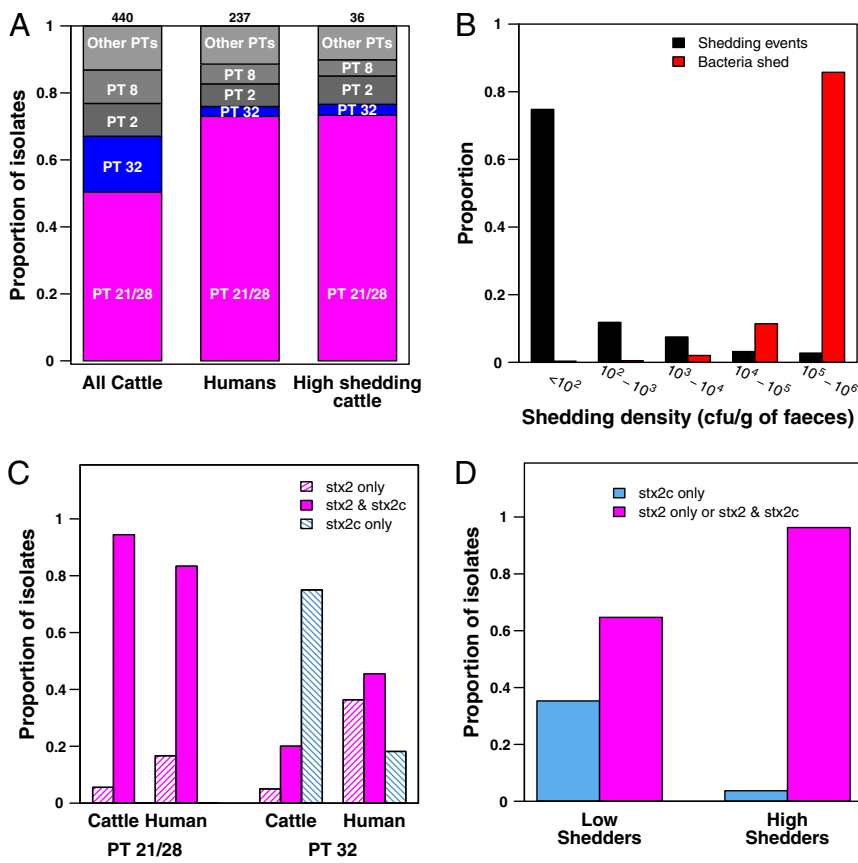 A
440
237
36
Other PTs
Other PTs
Other PTs
PT 8
PT 8
PT 8
PT 2
PT 2
PT 2
PT 32
PT 32
PT 32
PT 21/28
PT 21/28
PT 21/28
1
0.8
0.6
0.4
0.2
0
Proportion of isolates
All Cattle
Humans
High shedding
cattle
B
Shedding events
Bacteria shed
1
0.8
0.6
0.4
0.2
0
Proportion
<10²
10² – 10³
10³ – 10⁴
10⁴ – 10⁵
10⁵ – 10⁶
Shedding density (cfu/g of faeces)
C
stx2 only
stx2 & stx2c
stx2c only
1
0.8
0.6
0.4
0.2
0
Proportion of isolates
Cattle Human
Cattle Human
PT 21/28
PT 32
D
stx2c only
stx2 only or stx2 & stx2c
1
0.8
0.6
0.4
0.2
0
Proportion of isolates
Low
Shedders
High
Shedders